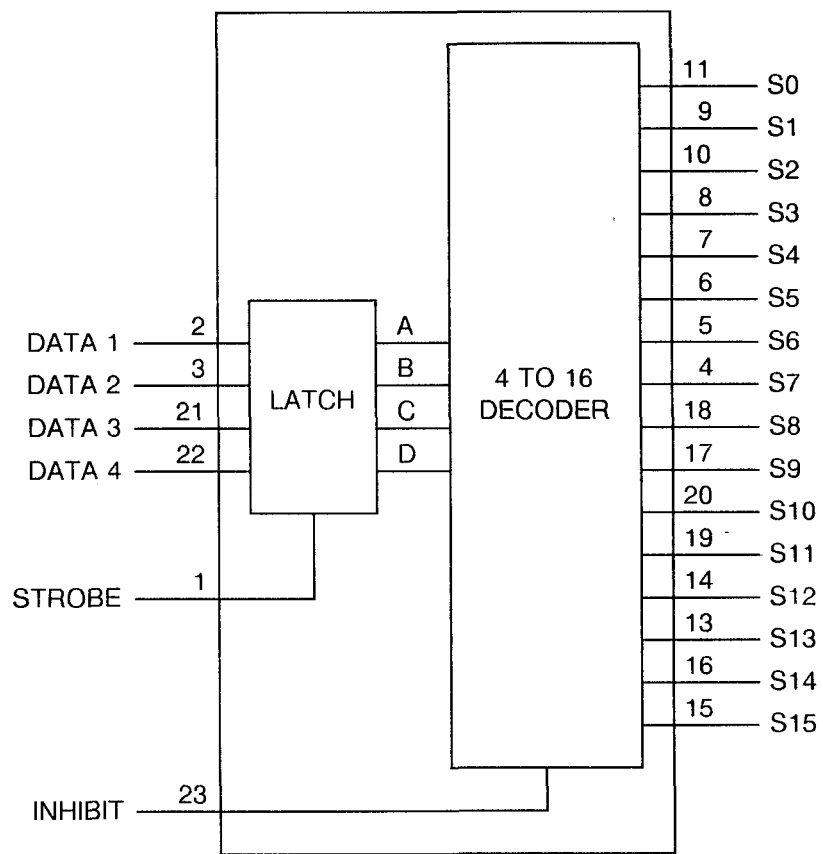 11 S0
9 S1
10 S2
8 S3
7 S4
6 S5
5 S6
4 S7
18 S8
17 S9
20 S10
19 S11
14 S12
13 S13
16 S14
15 S15
DATA 1 2
DATA 2 3
DATA 3 21
DATA 4 22
LATCH
A
B
C
D
4 TO 16
DECODER
STROBE 1
INHIBIT 23